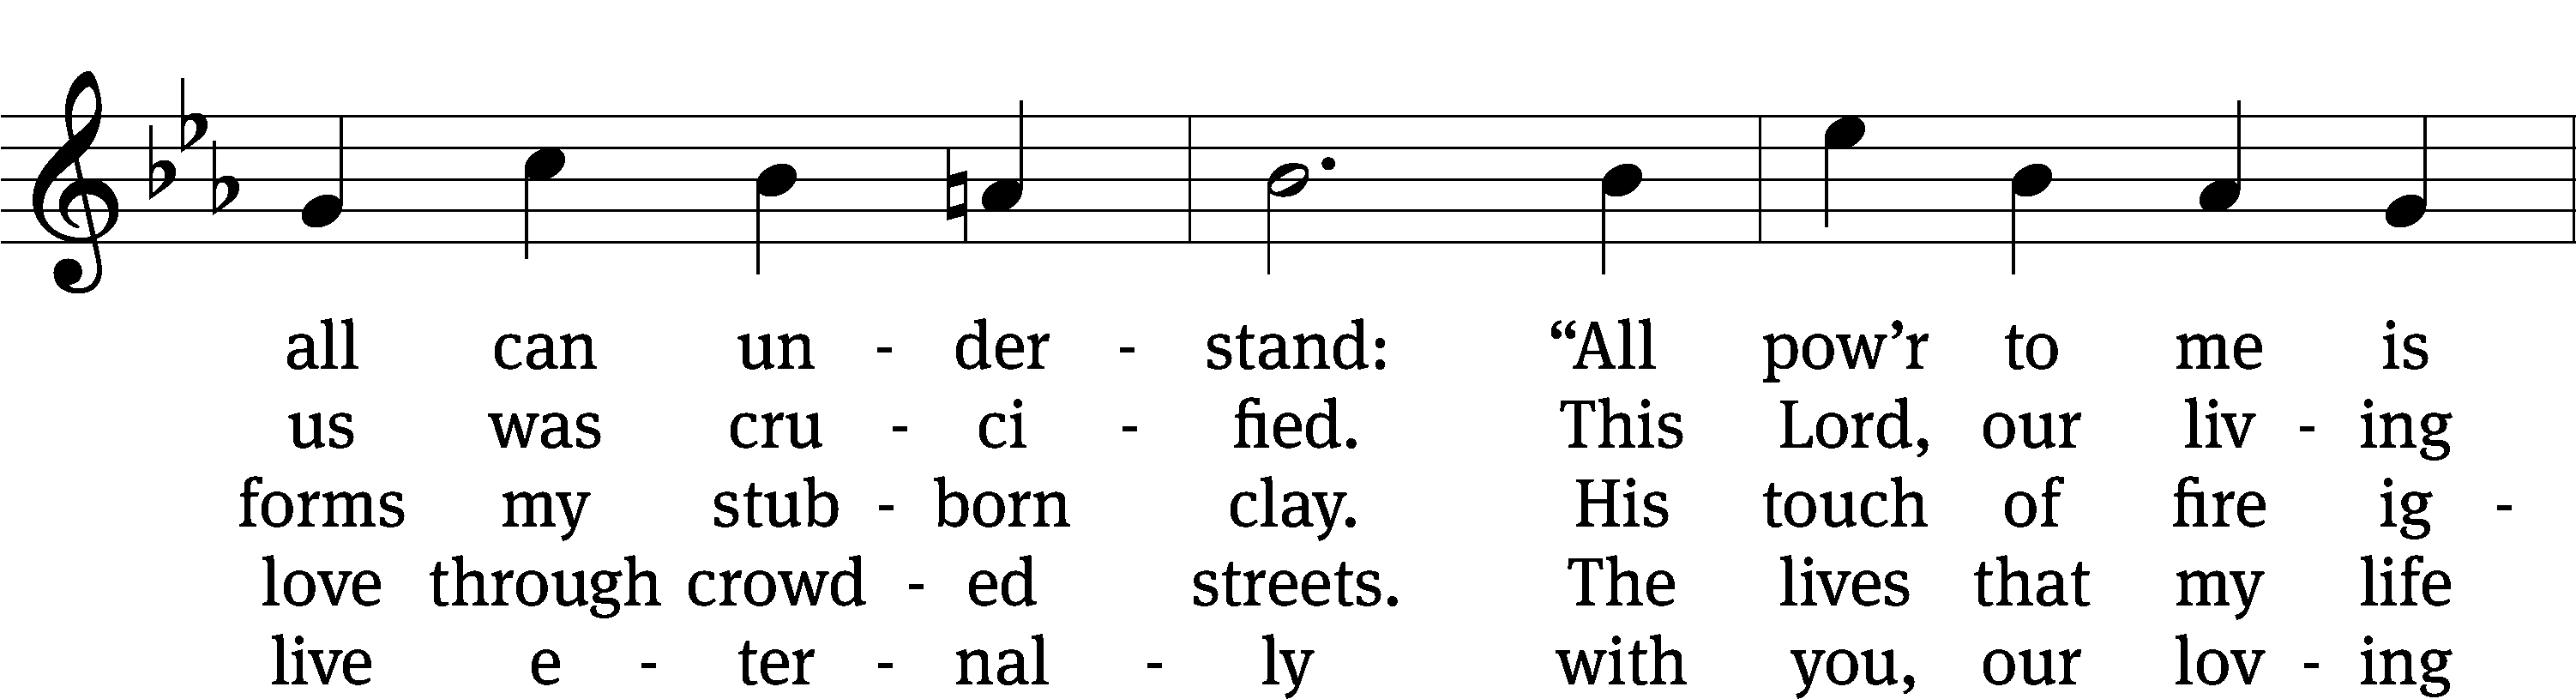 all can un - der - stand: “All pow’r to me is
us was cru - ci - fied. This Lord, our liv - ing
forms my stub - born clay. His touch of fire ig -
love through crowd - ed streets. The lives that my life
live e - ter - nal - ly with you, our lov - ing